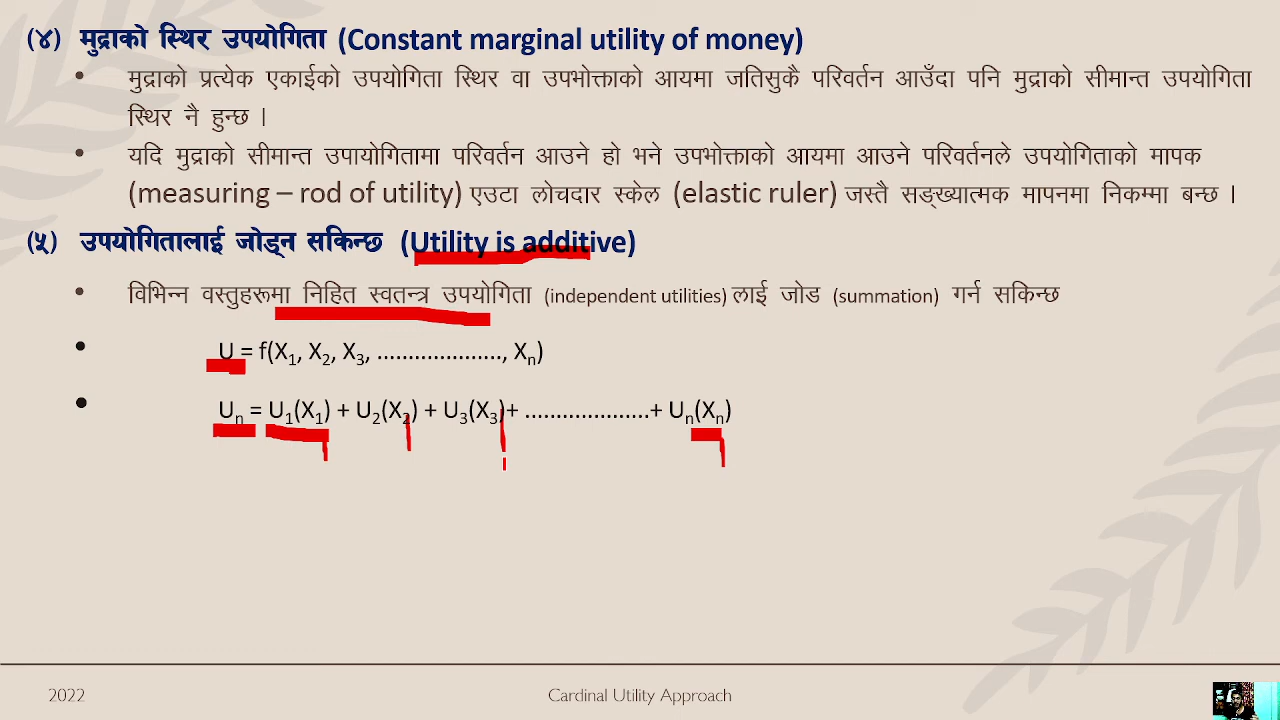 (४) मुद्राको स्थिर उपयोगिता (Constant marginal utility of money)
• मुद्राको प्रत्येक एकाईको उपयोगिता स्थिर वा उपभोक्ताको आयमा जतिसुकै परिवर्तन आउँदा पनि मुद्राको सीमान्त उपयोगिता
स्थिर नै हुन्छ ।
• यदि मुद्राको सीमान्त उपायोगितामा परिवर्तन आउने हो भने उपभोक्ताको आयमा आउने परिवर्तनले उपयोगिताको मापक
(measuring – rod of utility) एउटा लोचदार स्केल (elastic ruler) जस्तै सङ्ख्यात्मक मापनमा निकम्मा बन्छ ।
(५) उपयोगितालाई जोड्न सकिन्छ (Utility is additive)
• विभिन्न वस्तुहरूमा निहित स्वतन्त्र उपयोगिता (independent utilities) लाई जोड (summation) गर्न सकिन्छ
• U = f(X₁, X₂, X₃, ...................., Xₙ)
• Uₙ = U₁(X₁) + U₂(X₂) + U₃(X₃)+ ....................+ Uₙ(Xₙ)
2022 Cardinal Utility Approach